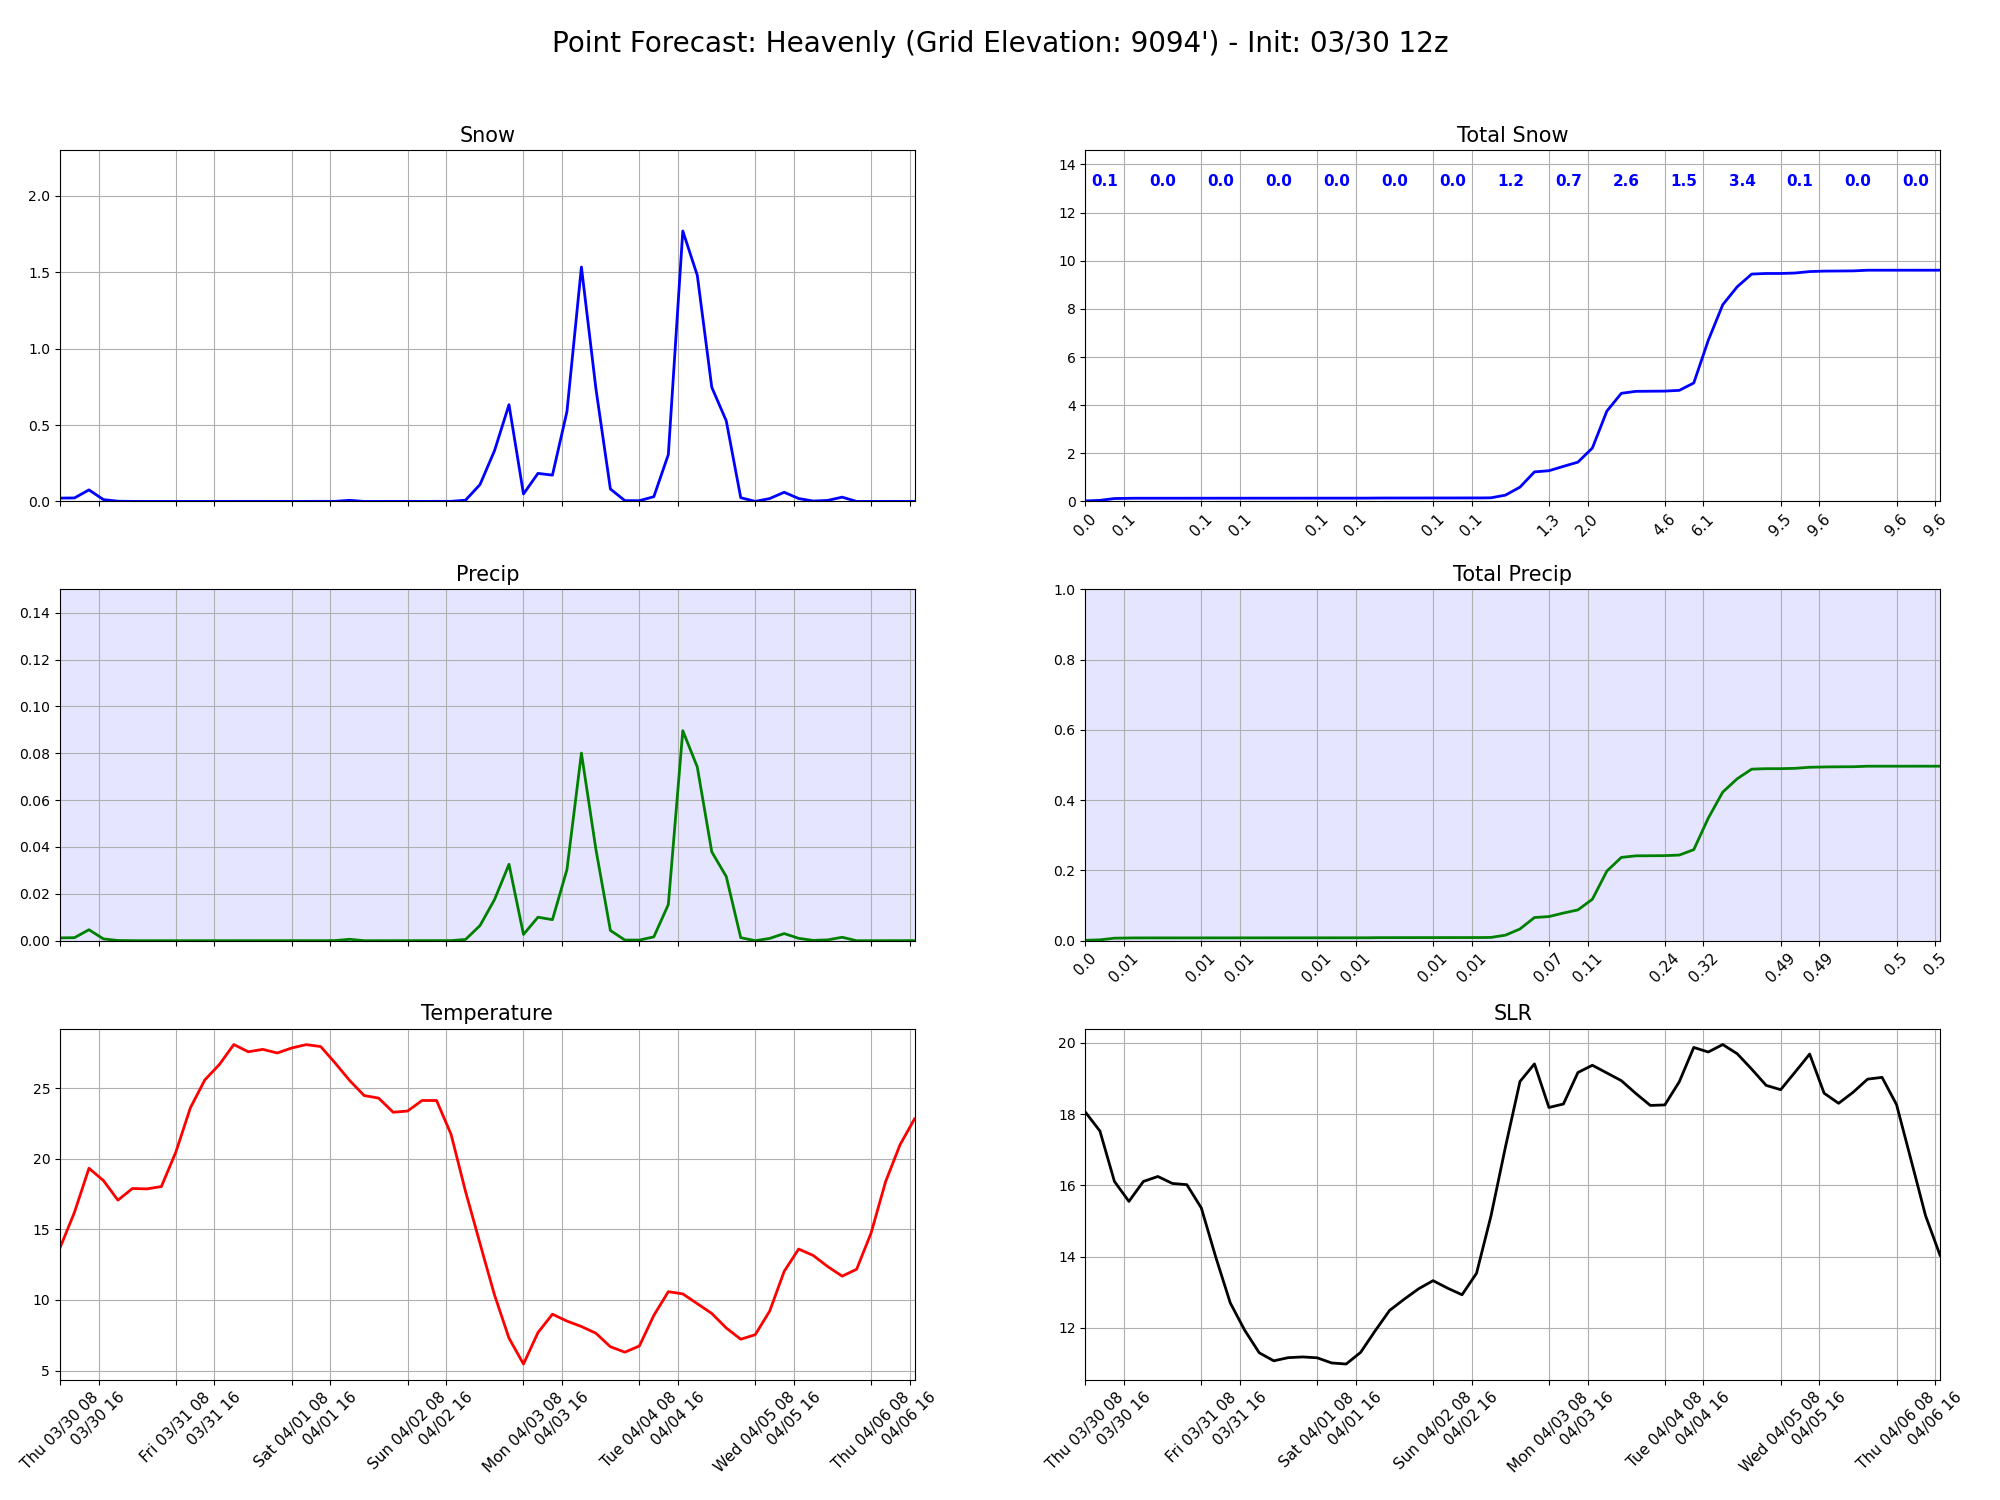 Point Forecast: Heavenly (Grid Elevation: 9094') - Init: 03/30 12z
Snow
2.0
1.5
1.0
0.5
0.0
Total Snow
14
12
10
8
6
4
2
0
0.1 0.0 0.0 0.0 0.0 0.0 0.0 1.2 0.7 2.6 1.5 3.4 0.1 0.0 0.0
0.0 0.1 0.1 0.1 0.1 0.1 0.1 0.1 1.3 2.0 4.6 6.1 9.5 9.6 9.6 9.6
Precip
0.14
0.12
0.10
0.08
0.06
0.04
0.02
0.00
Total Precip
1.0
0.8
0.6
0.4
0.2
0.0
0.0 0.01 0.01 0.01 0.01 0.01 0.01 0.01 0.07 0.11 0.24 0.32 0.49 0.49 0.5 0.5
Temperature
25
20
15
10
5
Thu 03/30 08
03/30 16
Fri 03/31 08
03/31 16
Sat 04/01 08
04/01 16
Sun 04/02 08
04/02 16
Mon 04/03 08
04/03 16
Tue 04/04 08
04/04 16
Wed 04/05 08
04/05 16
Thu 04/06 08
04/06 16
SLR
20
18
16
14
12
Thu 03/30 08
03/30 16
Fri 03/31 08
03/31 16
Sat 04/01 08
04/01 16
Sun 04/02 08
04/02 16
Mon 04/03 08
04/03 16
Tue 04/04 08
04/04 16
Wed 04/05 08
04/05 16
Thu 04/06 08
04/06 16